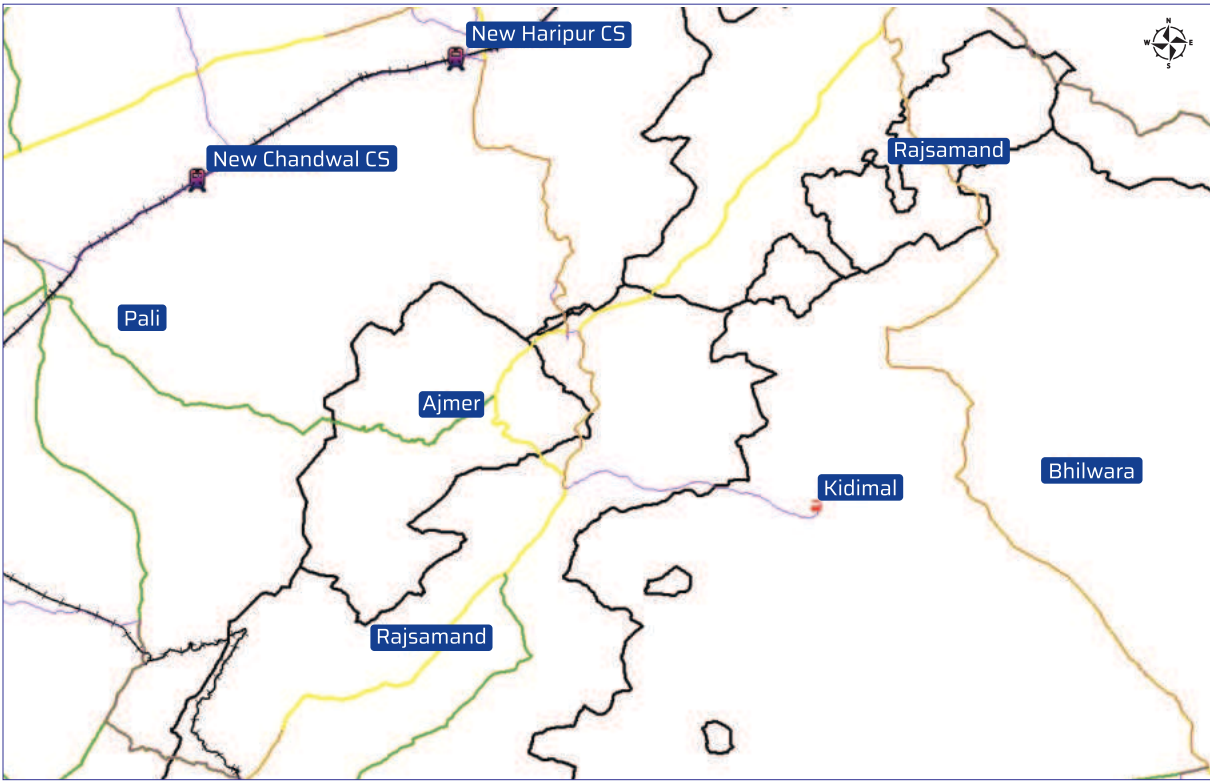 New Haripur CS
N
W
E
S
New Chandwal CS
Rajsamand
Pali
Ajmer
Bhilwara
Kidimal
Rajsamand